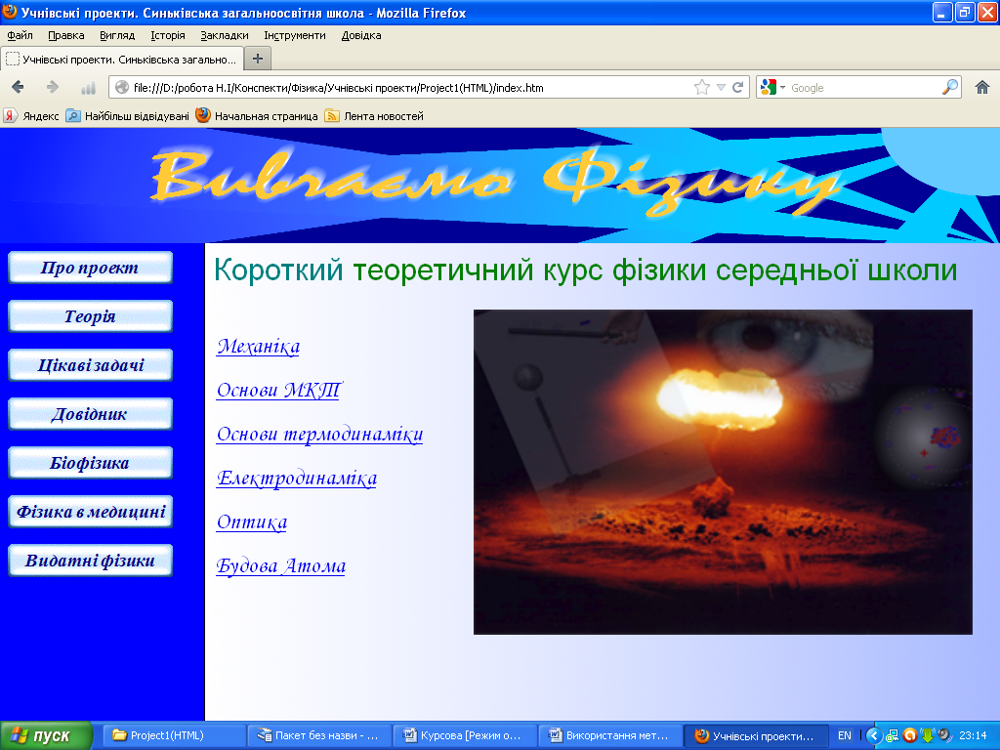 Учнівські проекти. Синьківська загальноосвітня школа - Mozilla Firefox
Файл Правка Вигляд Історія Закладки Інструменти Довідка
Учнівські проекти. Синьківська загально... +
file:///D:/робота Н.І/Конспекти/Фізика/Учнівські проекти/Project1(HTML)/index.htm Google
Яндекс Найбільш відвідувані Начальная страница Лента новостей
Вивчаємо Фізику
Про проект
Теорія
Цікаві задачі
Довідник
Біофізика
Фізика в медицині
Видатні фізики
Короткий теоретичний курс фізики середньої школи
Механіка
Основи МКТ
Основи термодинаміки
Електродинаміка
Оптика
Будова Атома
пуск Project1(HTML) Пакет без назви - ... Курсова [Режим о... Використання мет... Учнівські проекти... EN 23:14